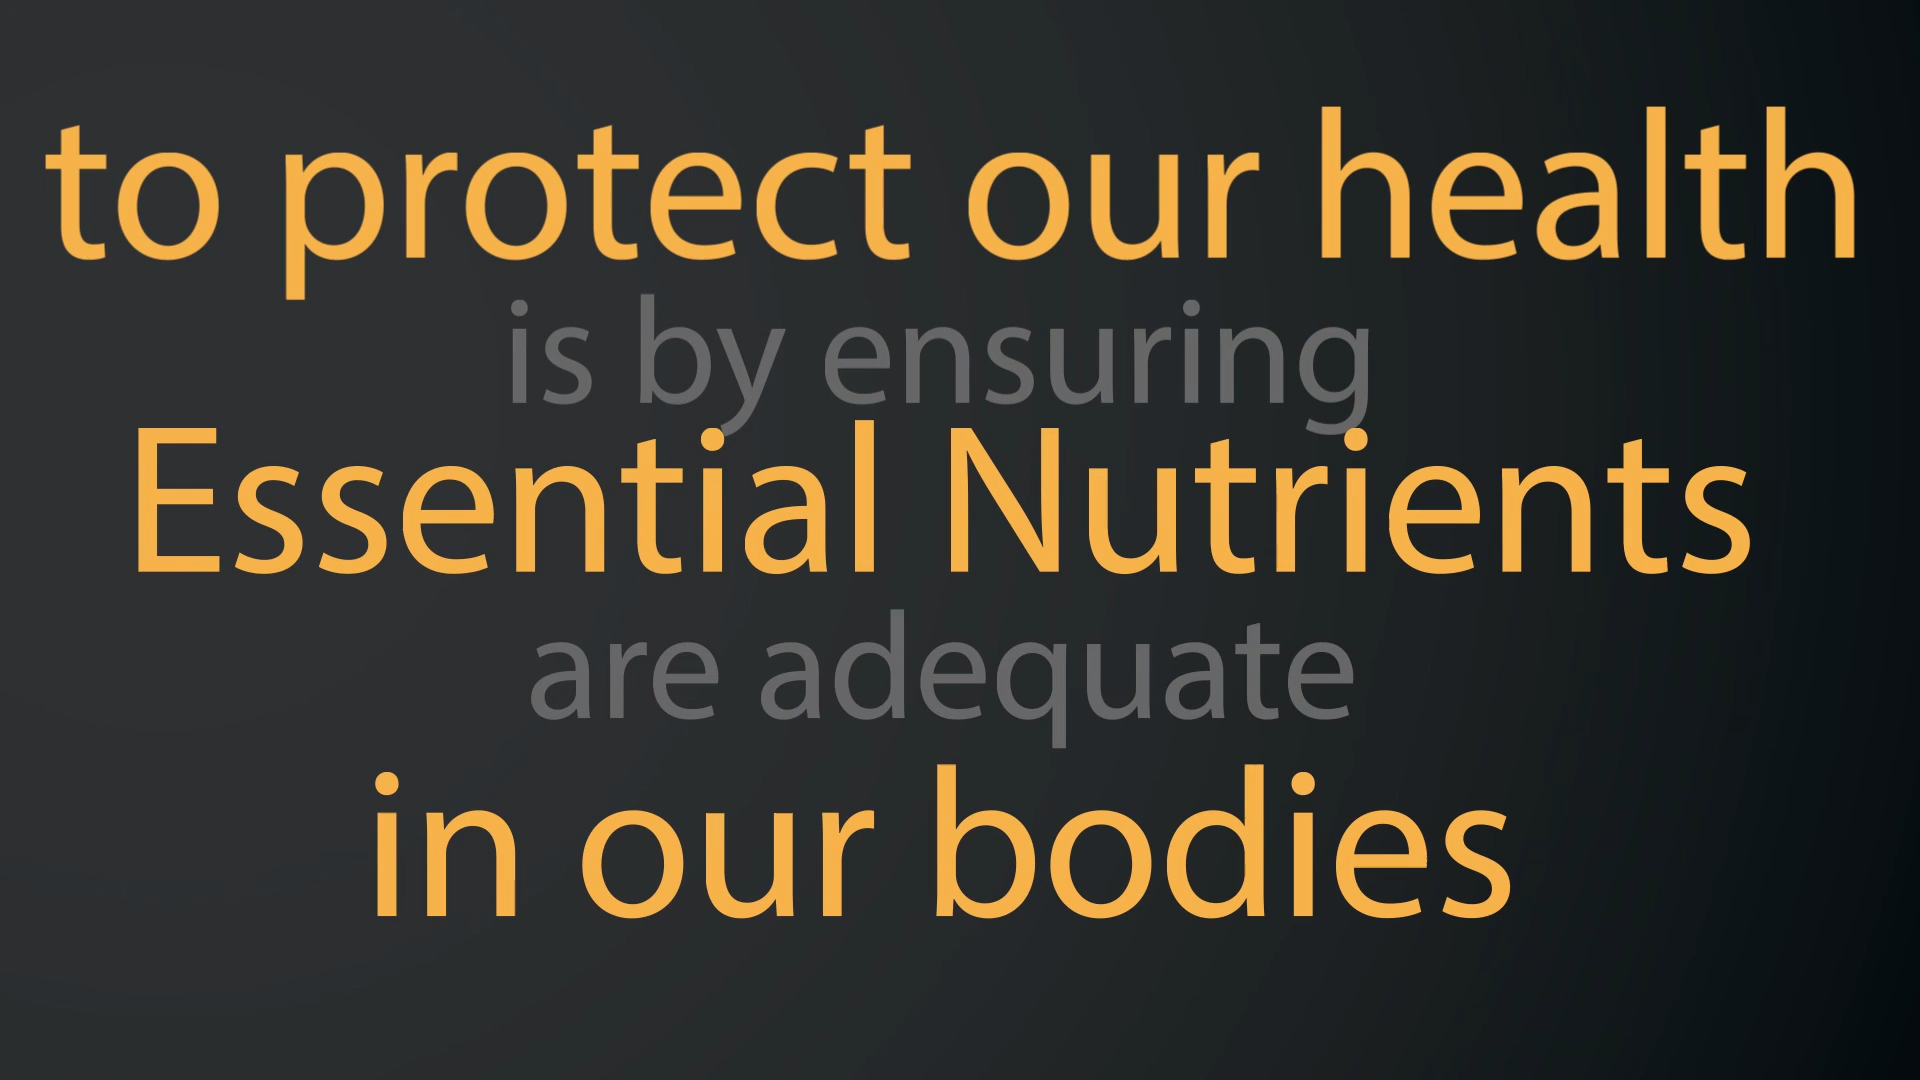 to protect our health
is by ensuring
Essential Nutrients
are adequate
in our bodies